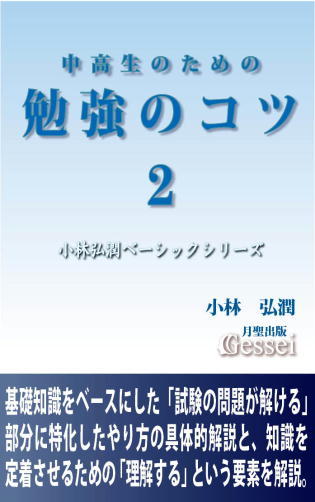 中高生のための
勉強のコツ
2
小林弘潤ベーシックシリーズ
小林 弘潤
月聖出版
Gessei
基礎知識をベースにした「試験の問題が解ける」
部分に特化したやり方の具体的解説と、知識を
定着させるための「理解する」という要素を解説。